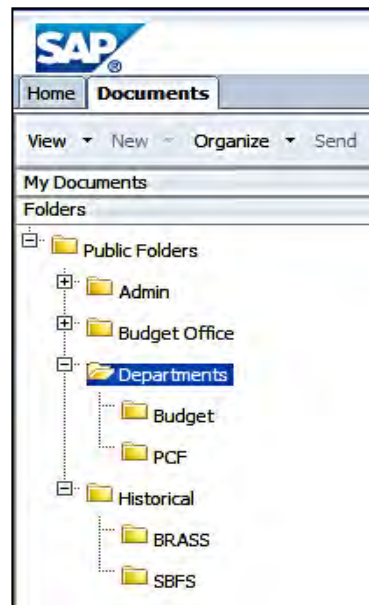 SAP®
Home Documents
View New Organize Send
My Documents
Folders
Public Folders
Admin
Budget Office
Departments
Budget
PCF
Historical
BRASS
SBFS